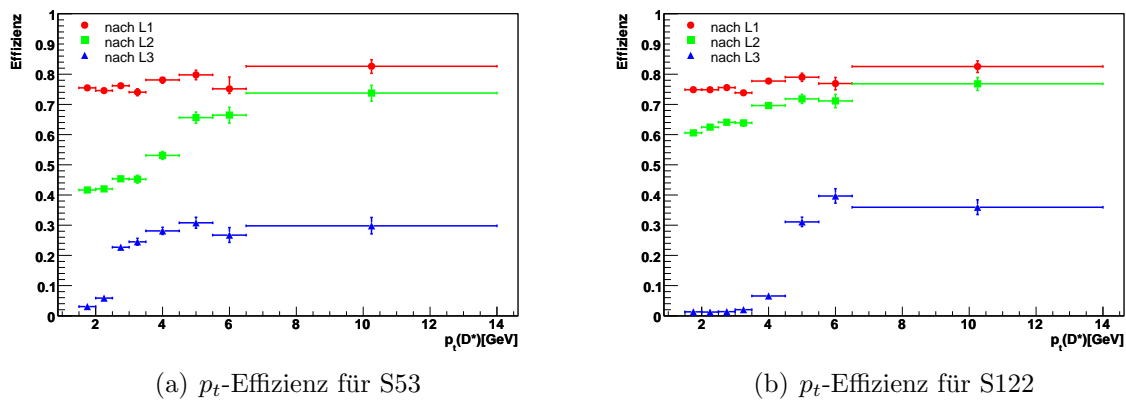 Effizienz
1
0.9
0.8
0.7
0.6
0.5
0.4
0.3
0.2
0.1
0
nach L1
nach L2
nach L3
2 4 6 8 10 12 14
p_t(D*)[GeV]
(a) p_t-Effizienz für S53
Effizienz
1
0.9
0.8
0.7
0.6
0.5
0.4
0.3
0.2
0.1
0
nach L1
nach L2
nach L3
2 4 6 8 10 12 14
p_t(D*)[GeV]
(b) p_t-Effizienz für S122